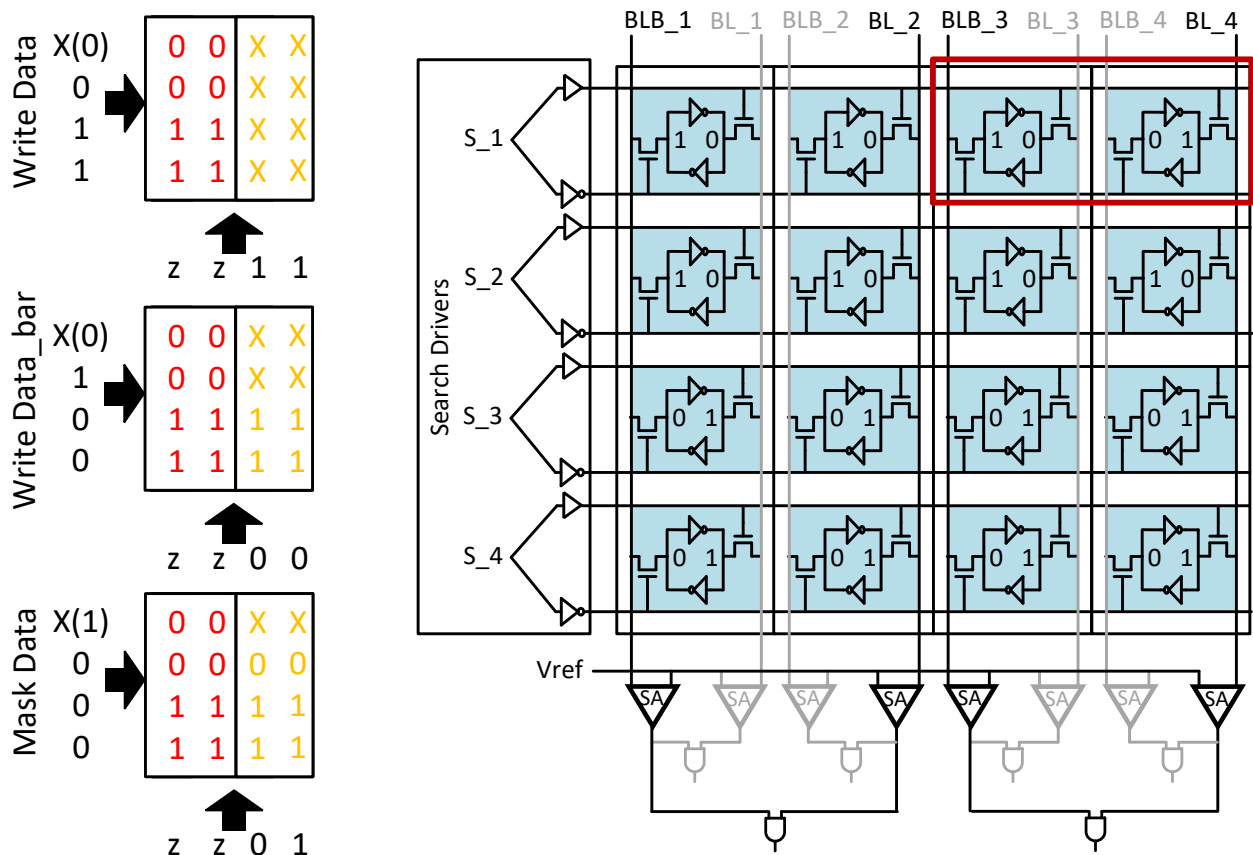 Write Data
X(0)
0
1
1
0 0 X X
0 0 X X
1 1 X X
1 1 X X
z z 1 1
Write Data_bar
X(0)
1
0
0
0 0 X X
0 0 X X
1 1 1 1
1 1 1 1
z z 0 0
Mask Data
X(1)
0
0
0
0 0 X X
0 0 0 0
1 1 1 1
1 1 1 1
z z 0 1
BLB_1 BL_1 BLB_2 BL_2 BLB_3 BL_3 BLB_4 BL_4
Search Drivers
S_1
1 0 1 0 1 0 0 1
S_2
1 0 1 0 1 0 0 1
S_3
0 1 0 1 0 1 0 1
S_4
0 1 0 1 0 1 0 1
Vref
SA SA SA SA SA SA SA SA